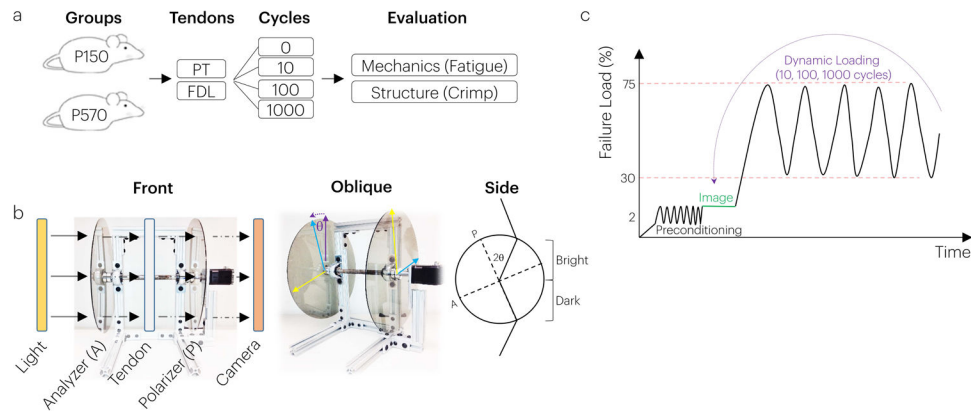 a
Groups
Tendons
Cycles
Evaluation
P150
P570
PT
FDL
0
10
100
1000
Mechanics (Fatigue)
Structure (Crimp)
b
Front
Oblique
Side
θ
Light
Analyzer (A)
Tendon
Polarizer (P)
Camera
P
2θ
A
Bright
Dark
c
Failure Load (%)
75
30
2
Dynamic Loading
(10, 100, 1000 cycles)
Image
Preconditioning
Time